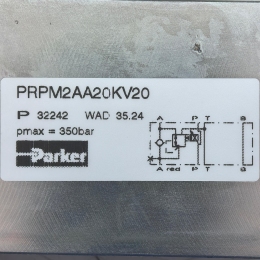 PRPM2AA20KV20
P 32242 WAD 35.24
pmax = 350bar
Parker
A P T B
A red P T B